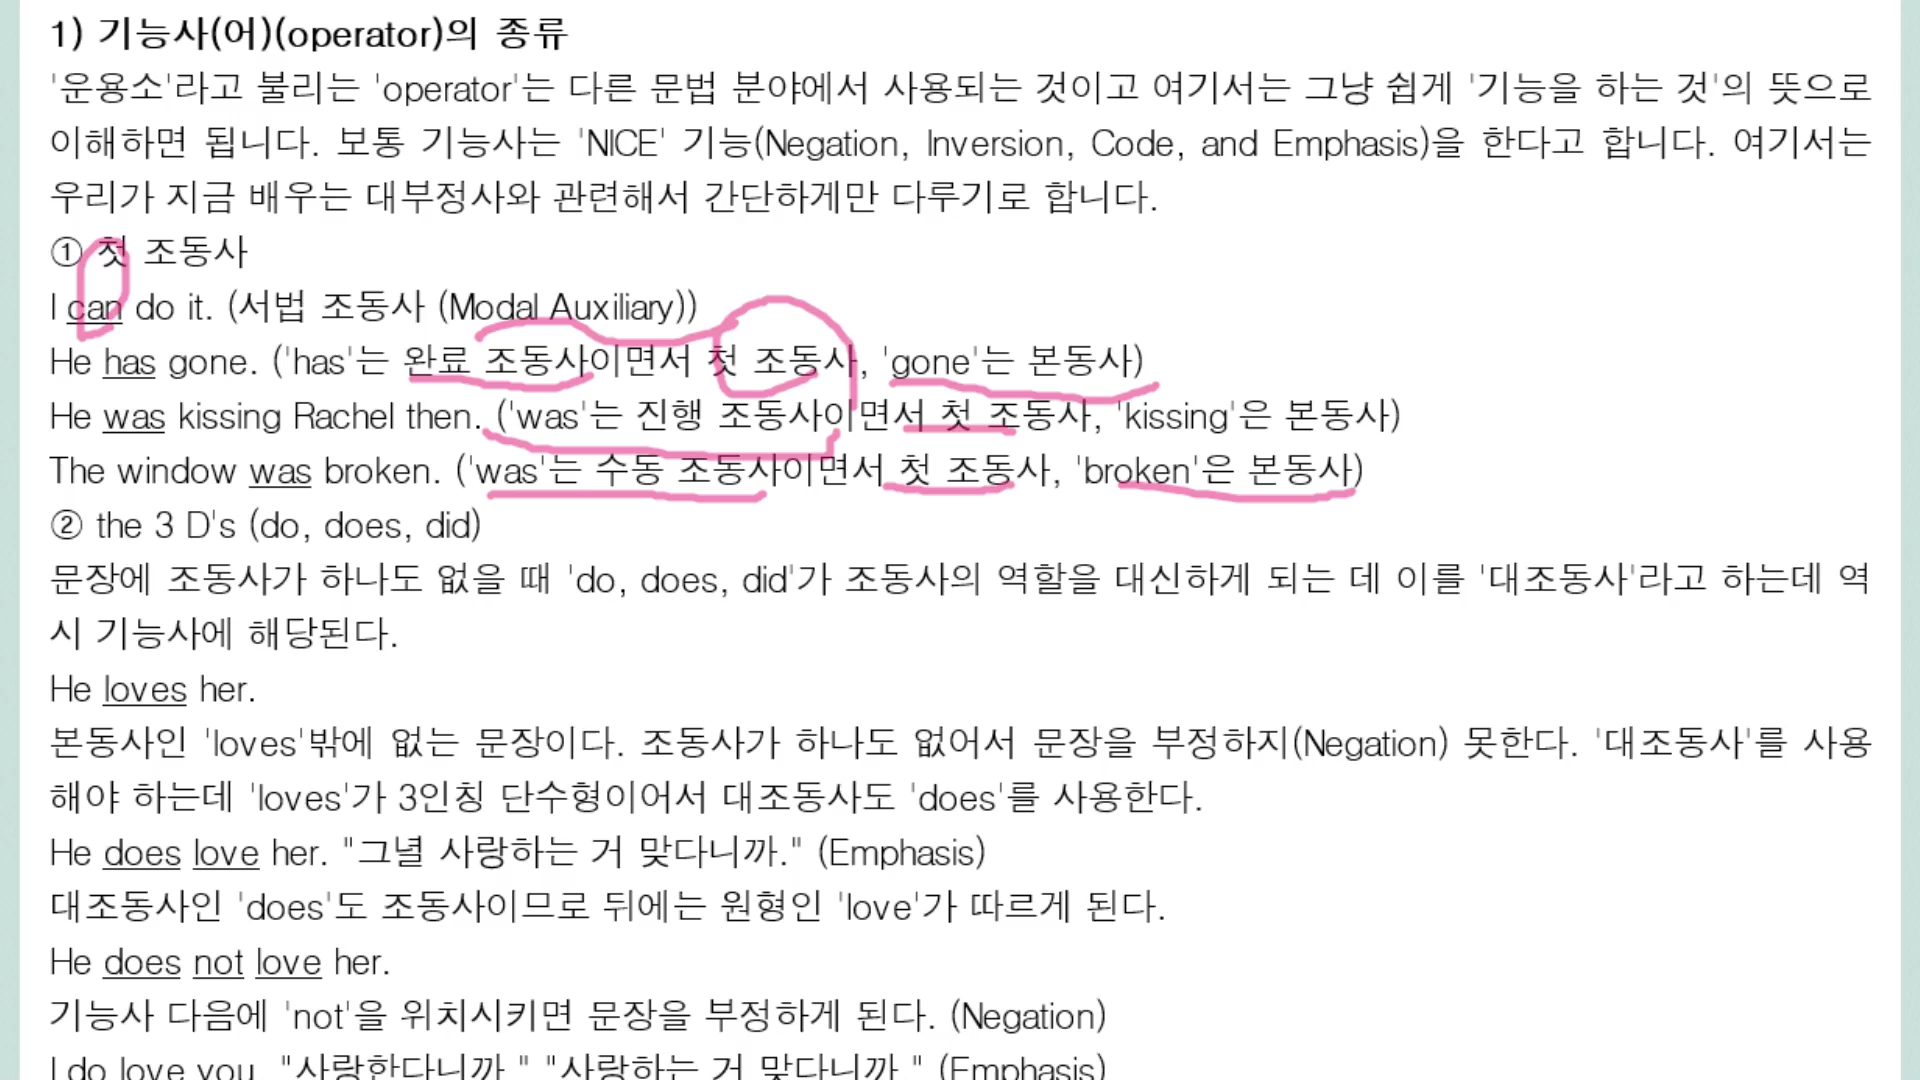 1) 기능사(어)(operator)의 종류
'운용소'라고 불리는 'operator'는 다른 문법 분야에서 사용되는 것이고 여기서는 그냥 쉽게 '기능을 하는 것'의 뜻으로
이해하면 됩니다. 보통 기능사는 'NICE' 기능(Negation, Inversion, Code, and Emphasis)을 한다고 합니다. 여기서는
우리가 지금 배우는 대부정사와 관련해서 간단하게만 다루기로 합니다.
① 첫 조동사
I can do it. (서법 조동사 (Modal Auxiliary))
He has gone. ('has'는 완료 조동사이면서 첫 조동사, 'gone'는 본동사)
He was kissing Rachel then. ('was'는 진행 조동사이면서 첫 조동사, 'kissing'은 본동사)
The window was broken. ('was'는 수동 조동사이면서 첫 조동사, 'broken'은 본동사)
② the 3 D's (do, does, did)
문장에 조동사가 하나도 없을 때 'do, does, did'가 조동사의 역할을 대신하게 되는 데 이를 '대조동사'라고 하는데 역
시 기능사에 해당된다.
He loves her.
본동사인 'loves'밖에 없는 문장이다. 조동사가 하나도 없어서 문장을 부정하지(Negation) 못한다. '대조동사'를 사용
해야 하는데 'loves'가 3인칭 단수형이어서 대조동사도 'does'를 사용한다.
He does love her. "그녈 사랑하는 거 맞다니까." (Emphasis)
대조동사인 'does'도 조동사이므로 뒤에는 원형인 'love'가 따르게 된다.
He does not love her.
기능사 다음에 'not'을 위치시키면 문장을 부정하게 된다. (Negation)
I do love you. "사랑한다니까." "사랑하는 거 맞다니까." (Emphasis)